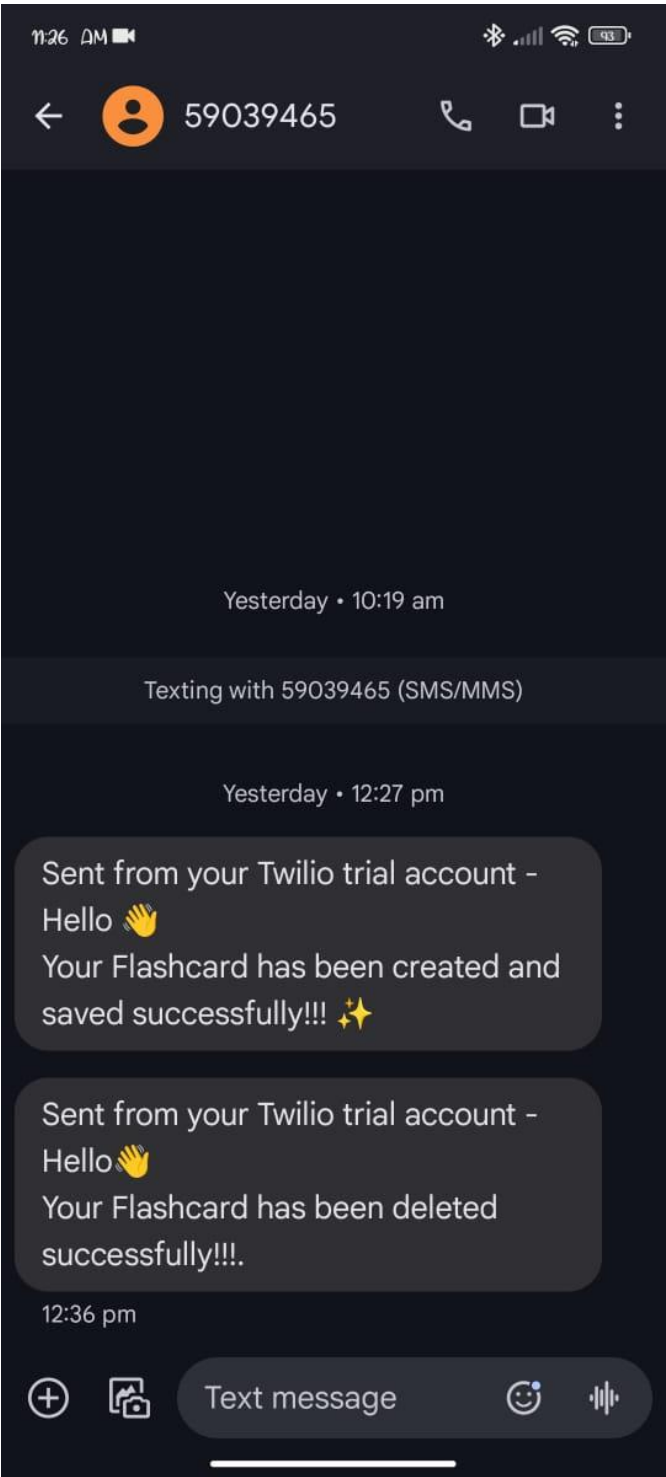 11:26 AM
93
59039465
Yesterday • 10:19 am
Texting with 59039465 (SMS/MMS)
Yesterday • 12:27 pm
Sent from your Twilio trial account -
Hello 👋
Your Flashcard has been created and
saved successfully!!! ✨
Sent from your Twilio trial account -
Hello👋
Your Flashcard has been deleted
successfully!!!.
12:36 pm
Text message